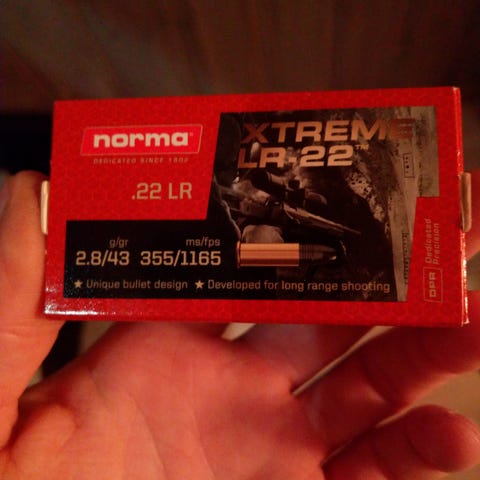 norma®
DEDICATED SINCE 1902
.22 LR
XTREME
LR-22™
g/gr ms/fps
2.8/43 355/1165
★ Unique bullet design ★ Developed for long range shooting
DPR Dedicated
Precision